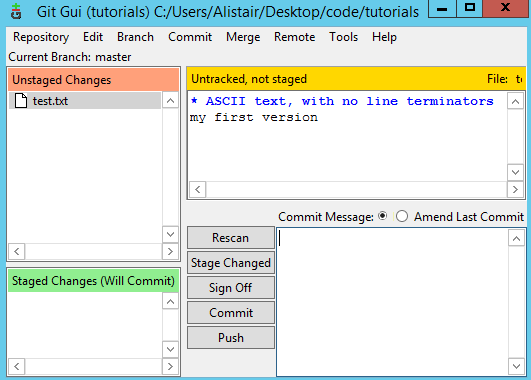 Git Gui (tutorials) C:/Users/Alistair/Desktop/code/tutorials
Repository Edit Branch Commit Merge Remote Tools Help
Current Branch: master
Unstaged Changes
test.txt
Untracked, not staged File:
* ASCII text, with no line terminators
my first version
Commit Message: Amend Last Commit
Rescan
Stage Changed
Sign Off
Commit
Push
Staged Changes (Will Commit)